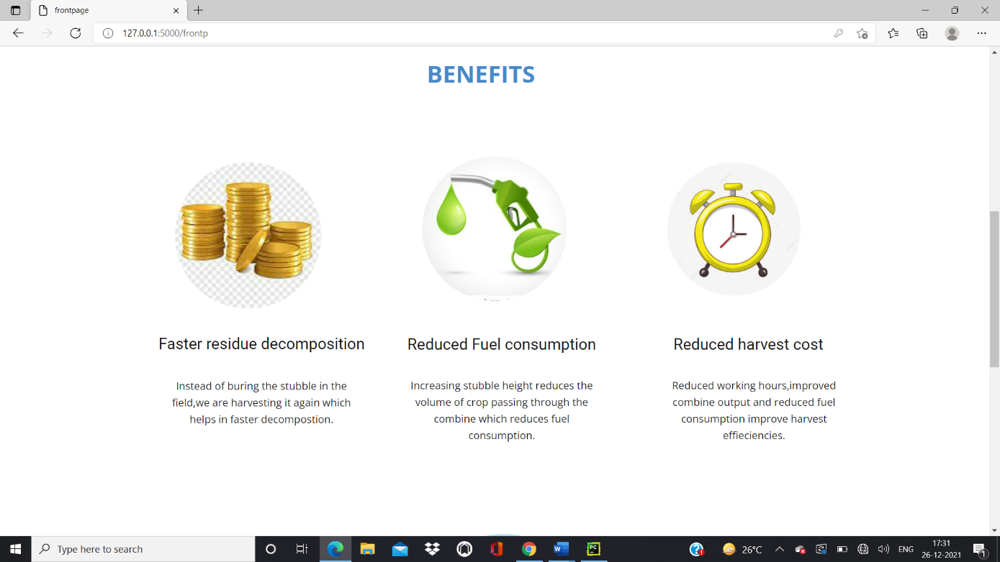 frontpage
127.0.0.1:5000/frontp
BENEFITS
Faster residue decomposition
Instead of buring the stubble in the
field,we are harvesting it again which
helps in faster decompostion.
Reduced Fuel consumption
Increasing stubble height reduces the
volume of crop passing through the
combine which reduces fuel
consumption.
Reduced harvest cost
Reduced working hours,improved
combine output and reduced fuel
consumption improve harvest
effieciencies.
Type here to search
PC
26°C
ENG
17:31
26-12-2021
1